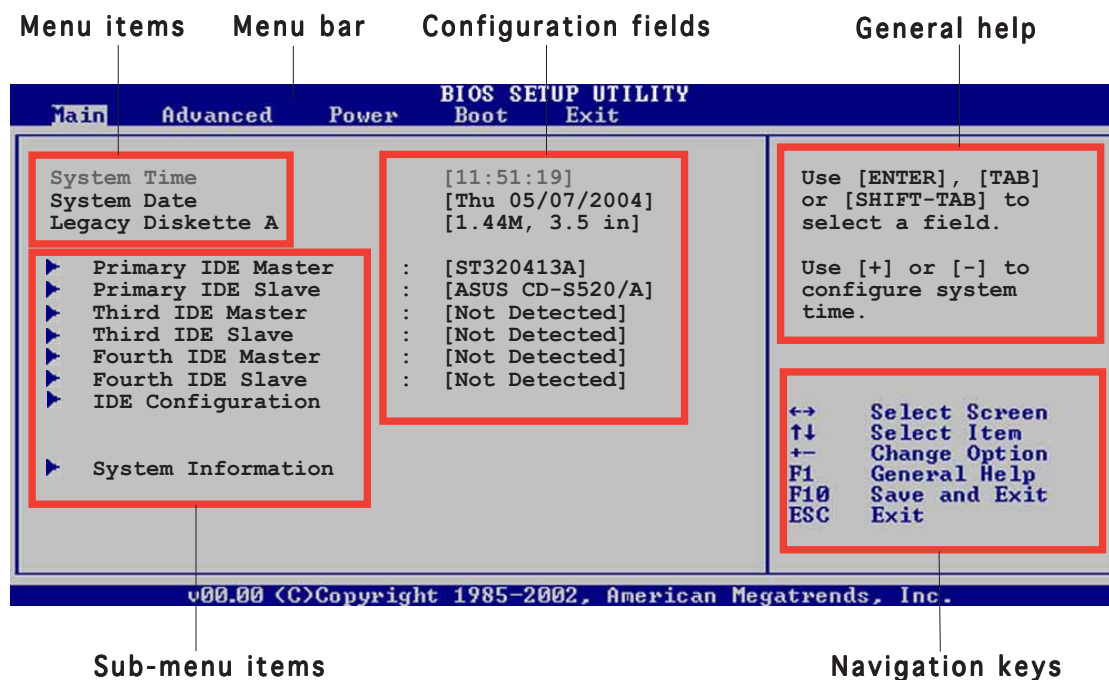 Menu items Menu bar Configuration fields General help
BIOS SETUP UTILITY
Main Advanced Power Boot Exit
System Time [11:51:19]
System Date [Thu 05/07/2004]
Legacy Diskette A [1.44M, 3.5 in]
Primary IDE Master : [ST320413A]
Primary IDE Slave : [ASUS CD-S520/A]
Third IDE Master : [Not Detected]
Third IDE Slave : [Not Detected]
Fourth IDE Master : [Not Detected]
Fourth IDE Slave : [Not Detected]
IDE Configuration
System Information
Use [ENTER], [TAB]
or [SHIFT-TAB] to
select a field.
Use [+] or [-] to
configure system
time.
←→ Select Screen
↑↓ Select Item
+- Change Option
F1 General Help
F10 Save and Exit
ESC Exit
v00.00 (C)Copyright 1985-2002, American Megatrends, Inc.
Sub-menu items Navigation keys